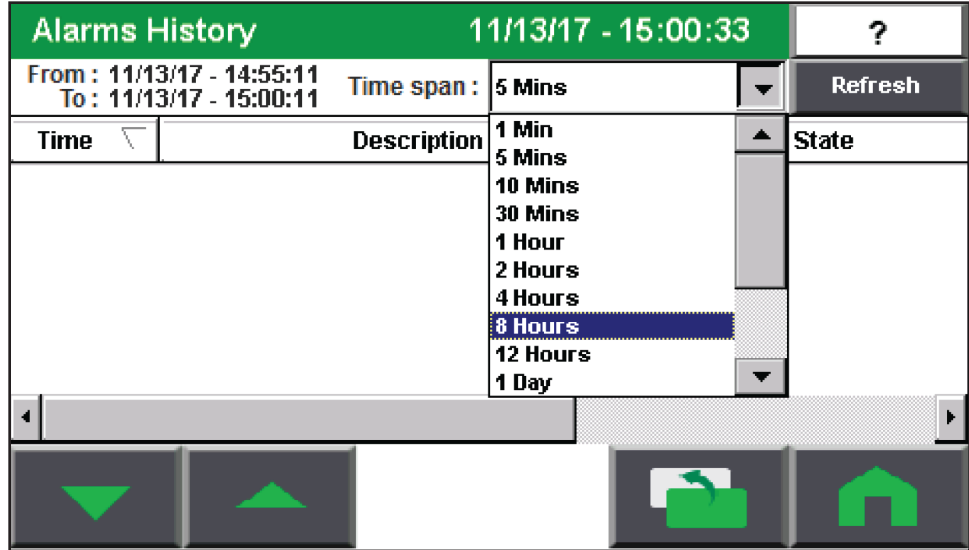 Alarms History 11/13/17 - 15:00:33 ?
From : 11/13/17 - 14:55:11
To : 11/13/17 - 15:00:11
Time span : 5 Mins
Refresh
Time Description State
1 Min
5 Mins
10 Mins
30 Mins
1 Hour
2 Hours
4 Hours
8 Hours
12 Hours
1 Day